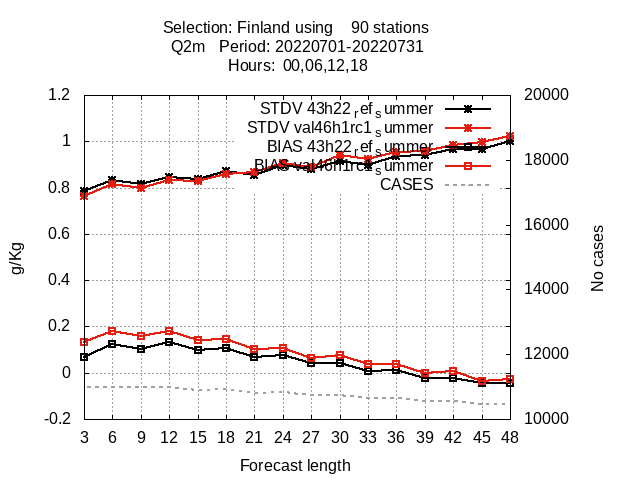 Selection: Finland using 90 stations
Q2m Period: 20220701-20220731
Hours: 00,06,12,18
1.2
1
0.8
0.6
0.4
0.2
0
-0.2
g/Kg
STDV 43h22_ref_summer
STDV val46h1rc1_summer
BIAS 43h22_ref_summer
BIAS val46h1rc1_summer
CASES
20000
18000
16000
14000
12000
10000
No cases
3 6 9 12 15 18 21 24 27 30 33 36 39 42 45 48
Forecast length